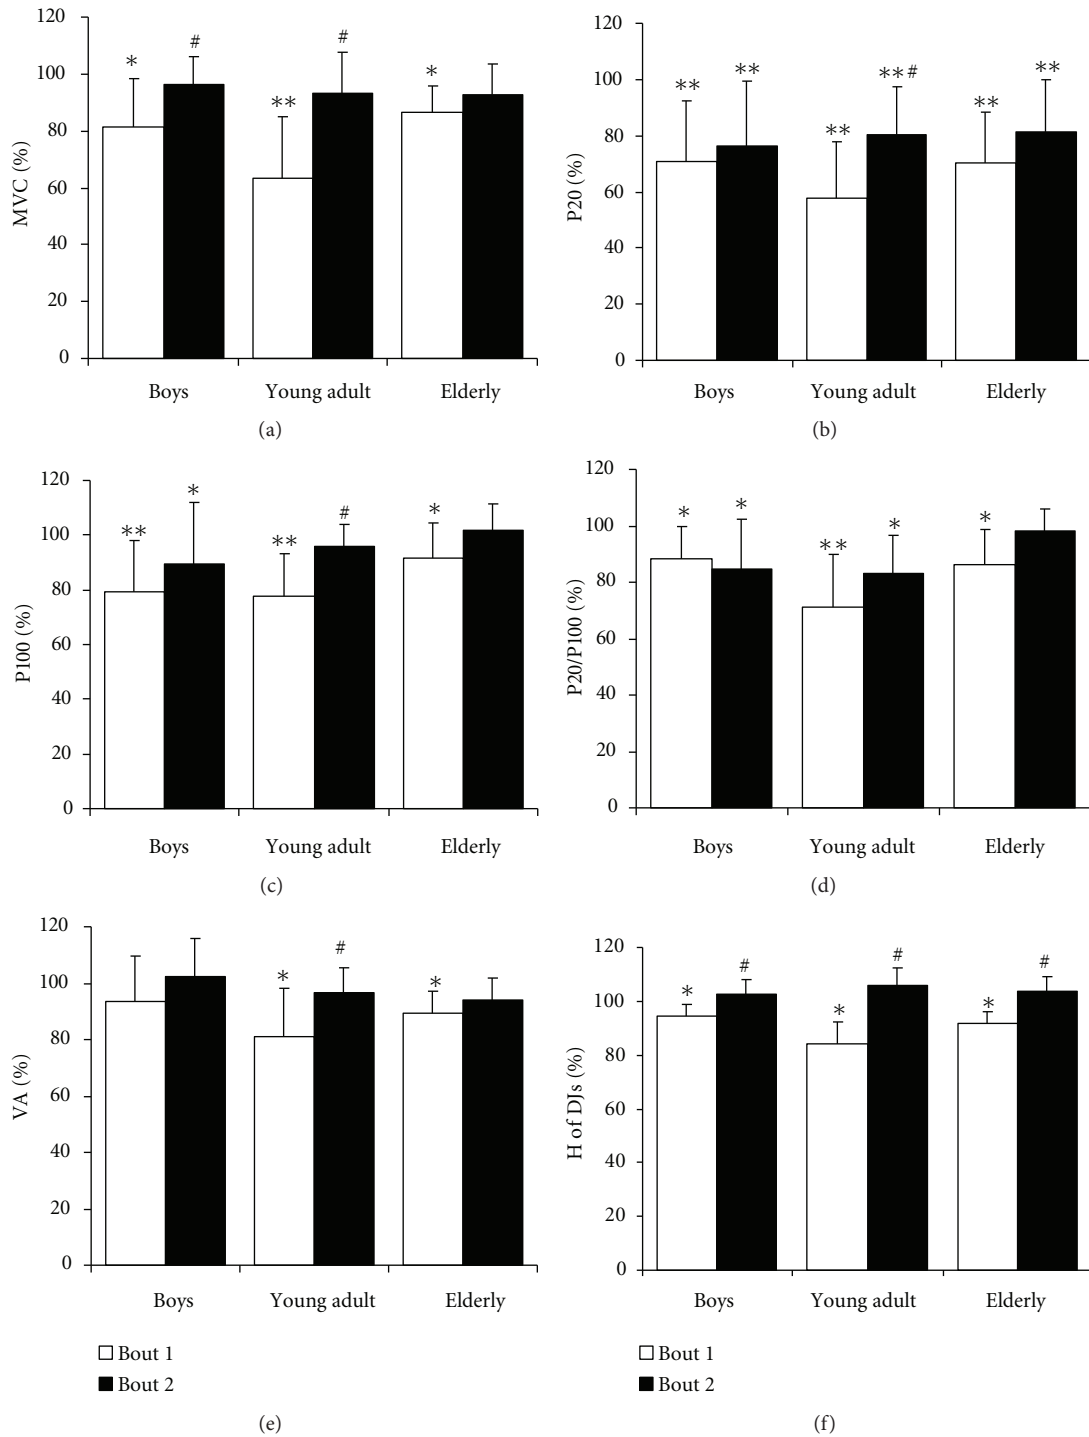 120
100
80
60
40
20
0
MVC (%)
* # ** # *
Boys Young adult Elderly
(a)
120
100
80
60
40
20
0
P20 (%)
** ** ** **# ** **
Boys Young adult Elderly
(b)
120
100
80
60
40
20
0
P100 (%)
** * ** # *
Boys Young adult Elderly
(c)
120
100
80
60
40
20
0
P20/P100 (%)
* * ** * *
Boys Young adult Elderly
(d)
120
100
80
60
40
20
0
VA (%)
* # *
Boys Young adult Elderly
Bout 1
Bout 2
(e)
120
100
80
60
40
20
0
H of DJs (%)
* # * # * #
Boys Young adult Elderly
Bout 1
Bout 2
(f)